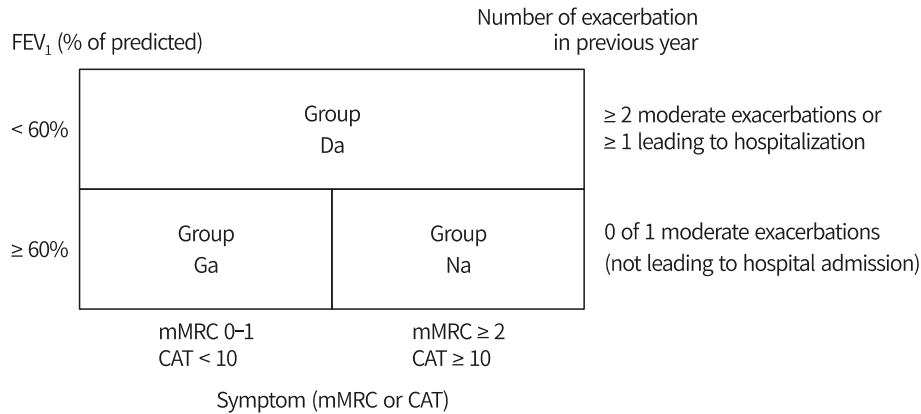 FEV₁ (% of predicted)
Number of exacerbation
in previous year
< 60%
Group
Da
≥ 2 moderate exacerbations or
≥ 1 leading to hospitalization
≥ 60%
Group
Ga
Group
Na
0 of 1 moderate exacerbations
(not leading to hospital admission)
mMRC 0–1
CAT < 10
mMRC ≥ 2
CAT ≥ 10
Symptom (mMRC or CAT)